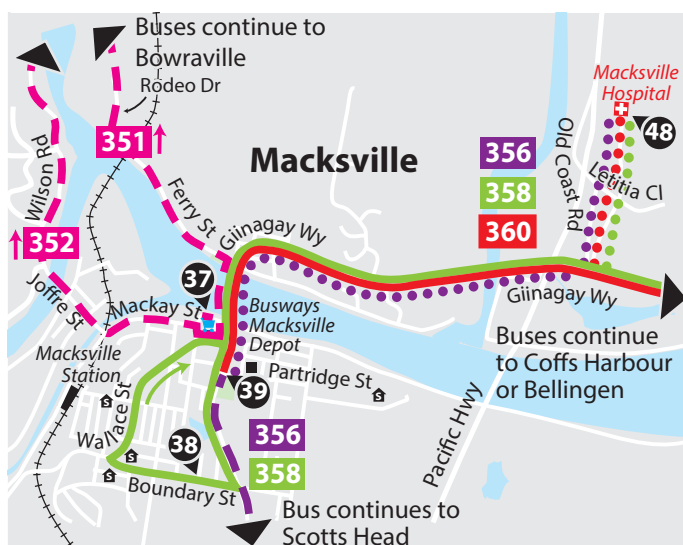 Buses continue to
Bowraville
Rodeo Dr
Macksville
Hospital
351
48
Wilson Rd
Old Coast Rd
Letitia Cl
356
358
360
Macksville
Ferry St
352
Giinagay Wy
37
Joffre St
Mackay St
Giinagay Wy
Busways
Macksville
Depot
Buses continue
to Coffs Harbour
or Bellingen
Macksville
Station
39
Partridge St
Wallace St
Pacific Hwy
38
356
358
S
S
S
S
Boundary St
Bus continues to
Scotts Head